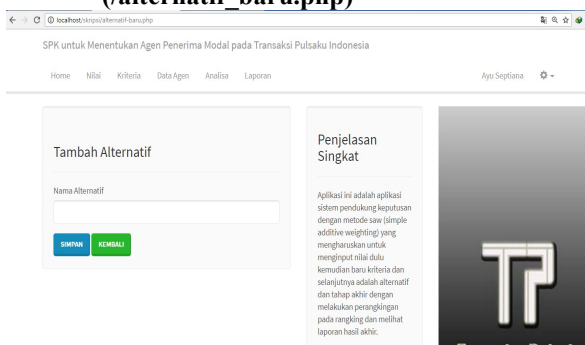 (/alternatif_baru.php)
localhost/skripsi/alternatif-baru.php
SPK untuk Menentukan Agen Penerima Modal pada Transaksi Pulsaku Indonesia
Home Nilai Kriteria Data Agen Analisa Laporan Ayu Septiana
Tambah Alternatif
Nama Alternatif
SIMPAN KEMBALI
Penjelasan
Singkat
Aplikasi ini adalah aplikasi
sistem pendukung keputusan
dengan metode saw (simple
additive weighting) yang
mengharuskan untuk
menginput nilai dulu
kemudian baru kriteria dan
selanjutnya adalah alternatif
dan tahap akhir dengan
melakukan perangkingan
pada rangking dan melihat
laporan hasil akhir.
TP